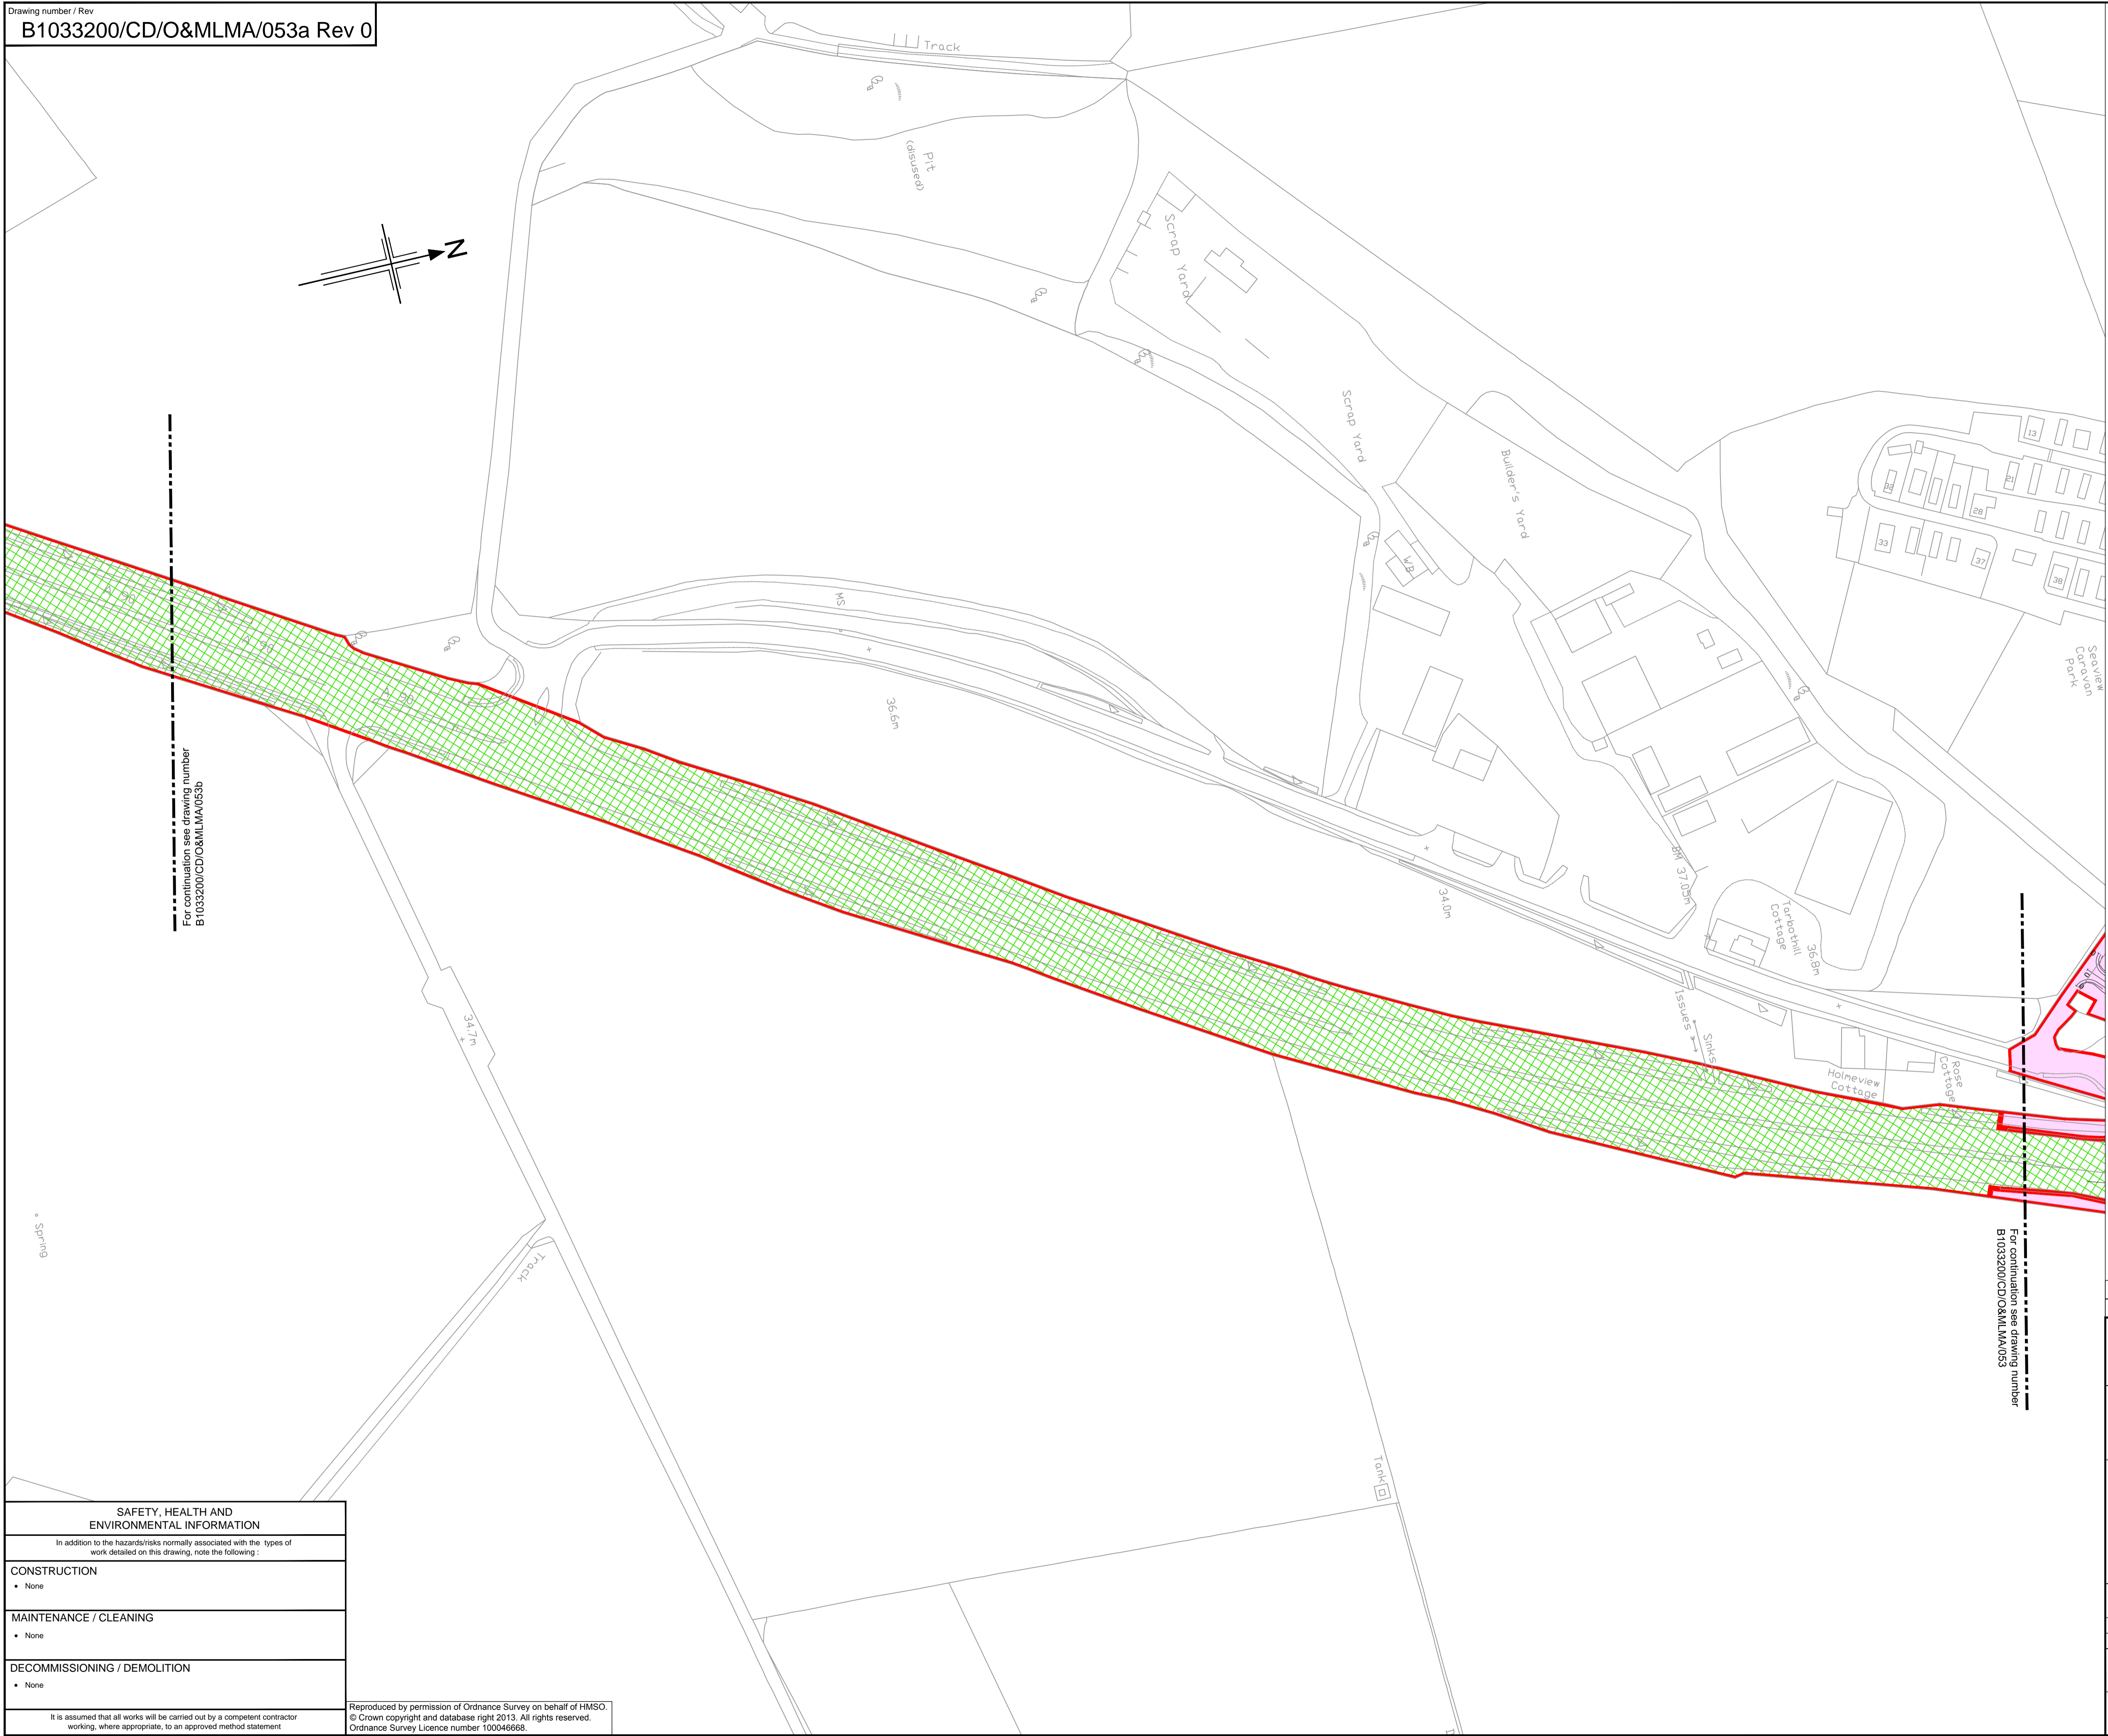 Drawing number / Rev
B1033200/CD/O&MLMA/053a Rev 0
Track
Pit
(disused)
N
Scrap Yard
Scrap Yard
Builder's Yard
13
21
32
28
33
37
38
Seaview
Caravan
Park
WB
MS
36.6m
A 90
A 90
A 90
For continuation see drawing number
B1033200/CD/O&MLMA/053b
34.0m
BM 37.05m
Tarbothill
Cottage
36.8m
Issues
Sinks
Holmeview
Cottage
Rose
Cottage
34.7m
For continuation see drawing number
B1033200/CD/O&MLMA/053
Spring
Track
Tank
SAFETY, HEALTH AND
ENVIRONMENTAL INFORMATION
In addition to the hazards/risks normally associated with the types of
work detailed on this drawing, note the following :
CONSTRUCTION
• None
MAINTENANCE / CLEANING
• None
DECOMMISSIONING / DEMOLITION
• None
It is assumed that all works will be carried out by a competent contractor
working, where appropriate, to an approved method statement
Reproduced by permission of Ordnance Survey on behalf of HMSO.
© Crown copyright and database right 2013. All rights reserved.
Ordnance Survey Licence number 100046668.